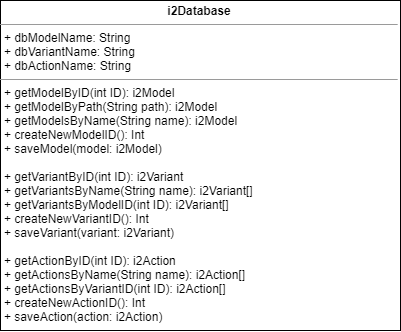 i2Database
+ dbModelName: String
+ dbVariantName: String
+ dbActionName: String
+ getModelByID(int ID): i2Model
+ getModelByPath(String path): i2Model
+ getModelsByName(String name): i2Model
+ createNewModelID(): Int
+ saveModel(model: i2Model)
+ getVariantByID(int ID): i2Variant
+ getVariantsByName(String name): i2Variant[]
+ getVariantsByModelID(int ID): i2Variant[]
+ createNewVariantID(): Int
+ saveVariant(variant: i2Variant)
+ getActionByID(int ID): i2Action
+ getActionsByName(String name): i2Action[]
+ getActionsByVariantID(int ID): i2Action[]
+ createNewActionID(): Int
+ saveAction(action: i2Action)